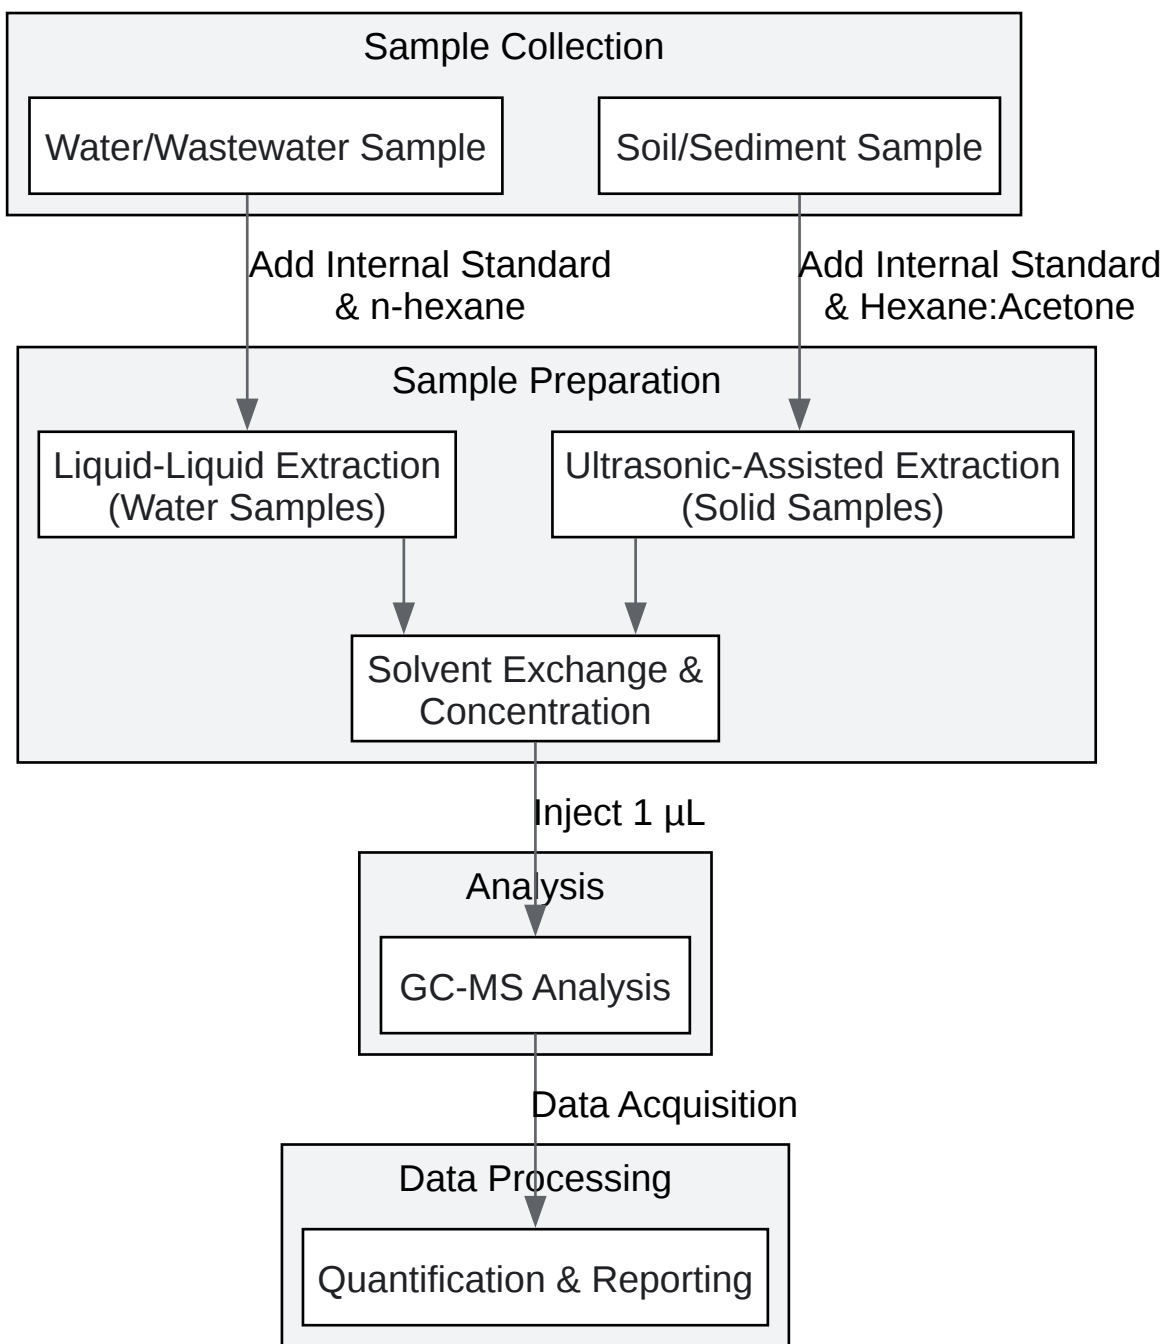 Sample Collection
Water/Wastewater Sample
Soil/Sediment Sample
Add Internal Standard
& n-hexane
Add Internal Standard
& Hexane:Acetone
Sample Preparation
Liquid-Liquid Extraction
(Water Samples)
Ultrasonic-Assisted Extraction
(Solid Samples)
Solvent Exchange &
Concentration
Inject 1 µL
Analysis
GC-MS Analysis
Data Acquisition
Data Processing
Quantification & Reporting